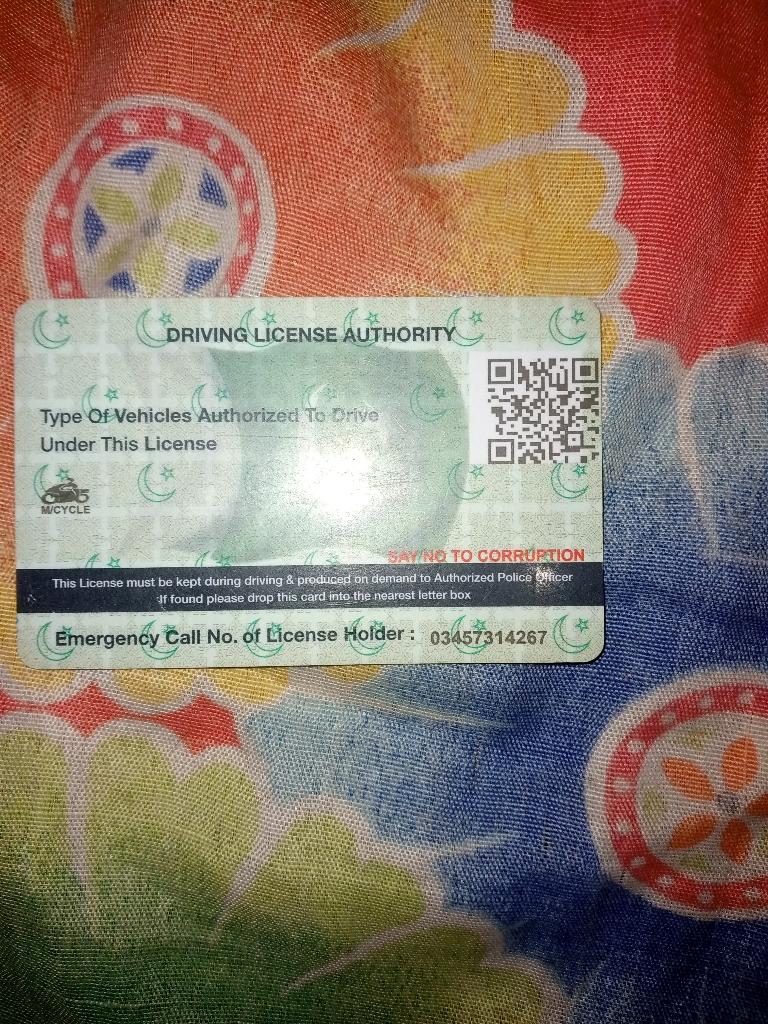 DRIVING LICENSE AUTHORITY
Type Of Vehicles Authorized To Drive
Under This License
M/CYCLE
SAY NO TO CORRUPTION
This License must be kept during driving & produced on demand to Authorized Police Officer
If found please drop this card into the nearest letter box
Emergency Call No. of License Holder : 03457314267